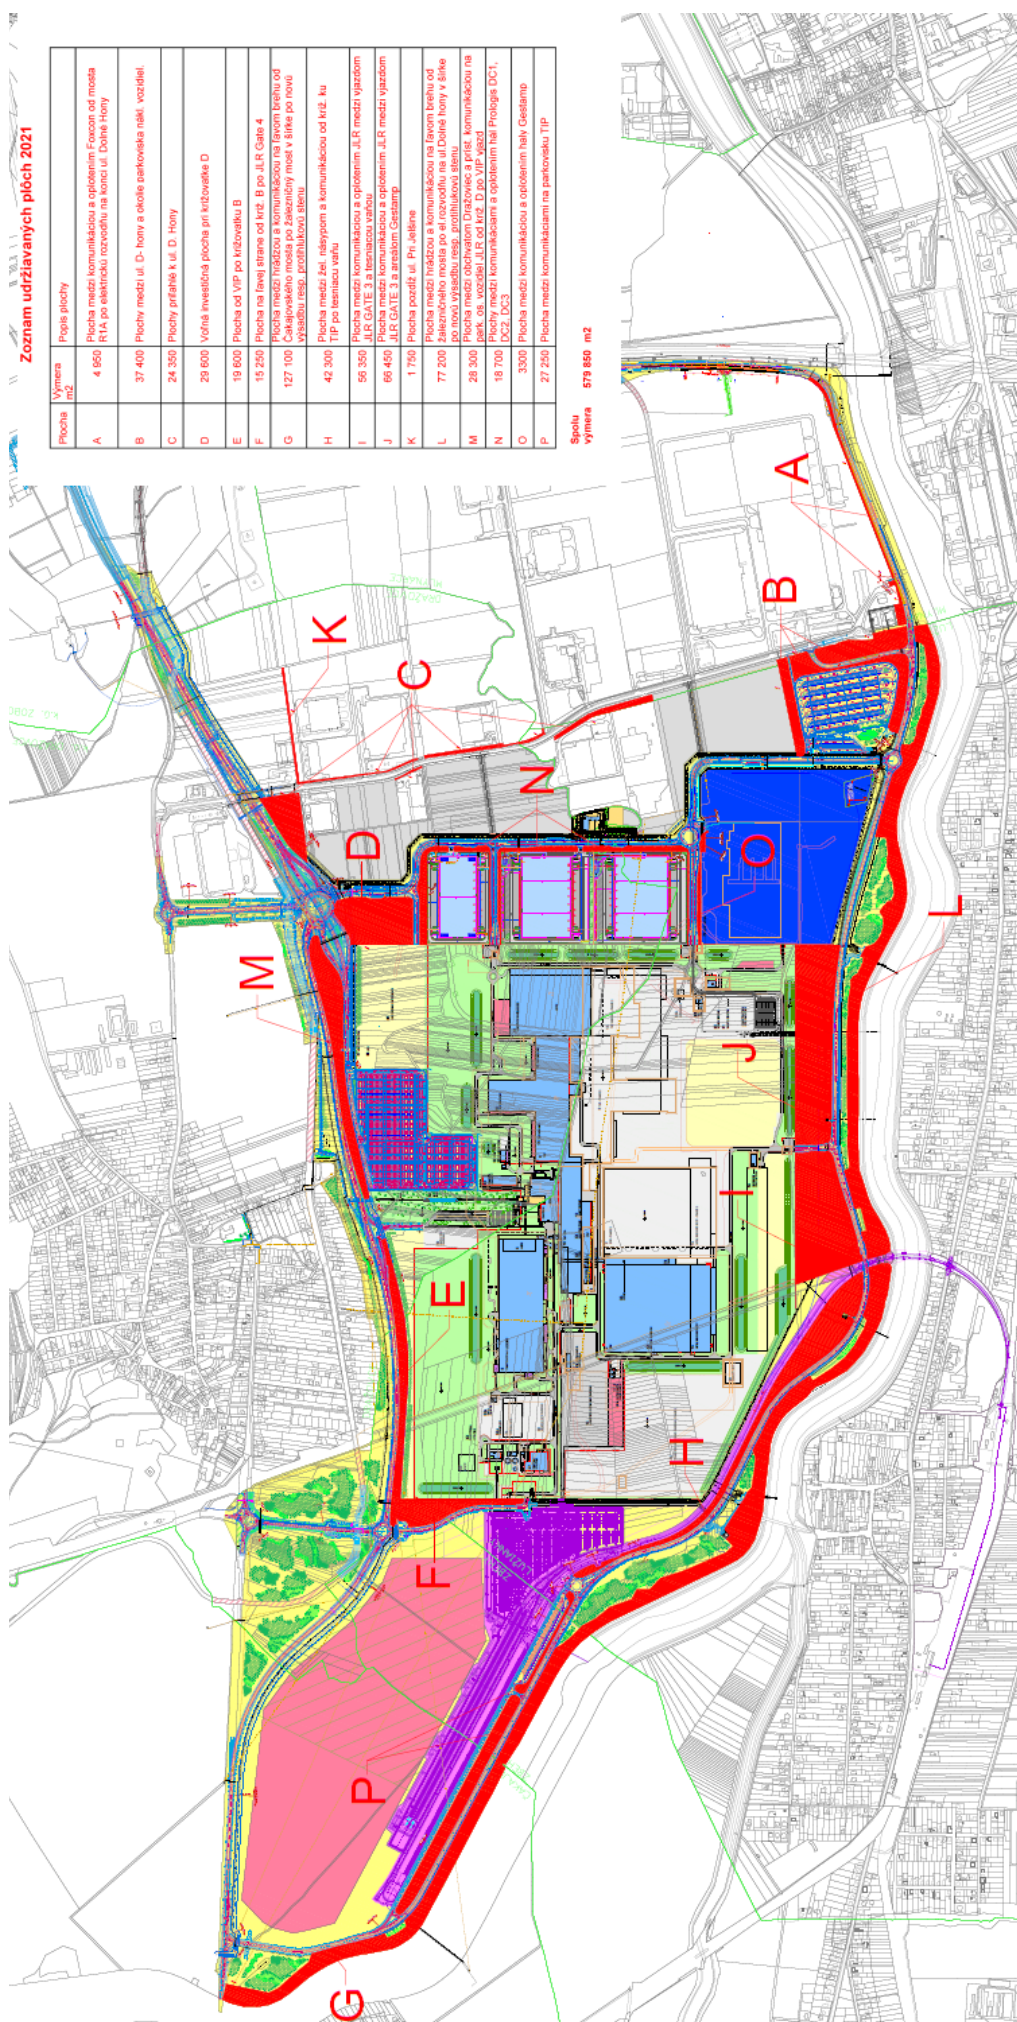 Zoznam udržiavaných plôch 2021
Plocha
Výmera
m2
Popis plochy
A
4 950
Plocha medzi komunikáciou a oplotením Foxcon od mosta
R1A po elektrickú rozvodňu na konci ul. Dolné Hony
B
37 400
Plochy medzi ul. D- hony a okolie parkoviska nákl. vozidiel.
C
24 350
Plochy priľahlé k ul. D. Hony
D
29 600
Voľná investičná plocha pri križovatke D
E
19 600
Plocha od VIP po križovatku B
F
15 250
Plocha na ľavej strane od križ. B po JLR Gate 4
G
127 100
Plocha medzi hrádzou a komunikáciou na ľavom brehu od
Čakajovského mosta po železničný most v šírke po novú
výsadbu resp. protihlukovú stenu
H
42 300
Plocha medzi žel. násypom a komunikáciou od križ. ku
TIP po tesniacu vaňu
I
56 350
Plocha medzi komunikáciou a oplotením JLR medzi vjazdom
JLR GATE 3 a tesniacou vaňou
J
66 450
Plocha medzi komunikáciou a oplotením JLR medzi vjazdom
JLR GATE 3 a areálom Gestamp
K
1 750
Plocha pozdĺž ul. Pri Jelšine
L
77 200
Plocha medzi hrádzou a komunikáciou na ľavom brehu od
železničného mosta po el.rozvodňu na ul.Dolné hony v šírke
po novú výsadbu resp. protihlukovú stenu
M
28 300
Plocha medzi obchvatom Dražoviec a príst. komunikáciou na
park. os. vozidiel JLR od križ. D po VIP vjazd
N
18 700
Plochy medzi komunikáciami a oplotením hál Prologis DC1,
DC2, DC3
O
3300
Plocha medzi komunikáciou a oplotením haly Gestamp
P
27 250
Plocha medzi komunikáciami na parkovisku TIP
Spolu
výmera
579 850 m2
G
P
F
H
E
I
M
J
D
N
O
L
K
C
B
A